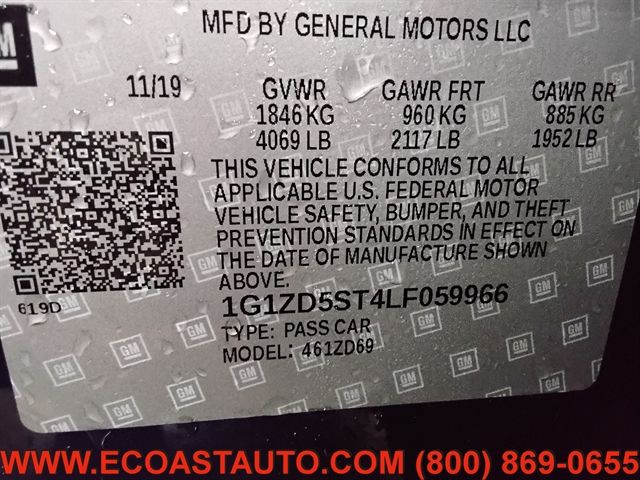 GM
MFD BY GENERAL MOTORS LLC
11/19 GVWR GAWR FRT GAWR RR
1846 KG 960 KG 885 KG
4069 LB 2117 LB 1952 LB
THIS VEHICLE CONFORMS TO ALL
APPLICABLE U.S. FEDERAL MOTOR
VEHICLE SAFETY, BUMPER, AND THEFT
PREVENTION STANDARDS IN EFFECT ON
THE DATE OF MANUFACTURE SHOWN
ABOVE.
619D
1G1ZD5ST4LF059966
TYPE: PASS CAR
MODEL: 461ZD69
WWW.ECOASTAUTO.COM (800) 869-0655